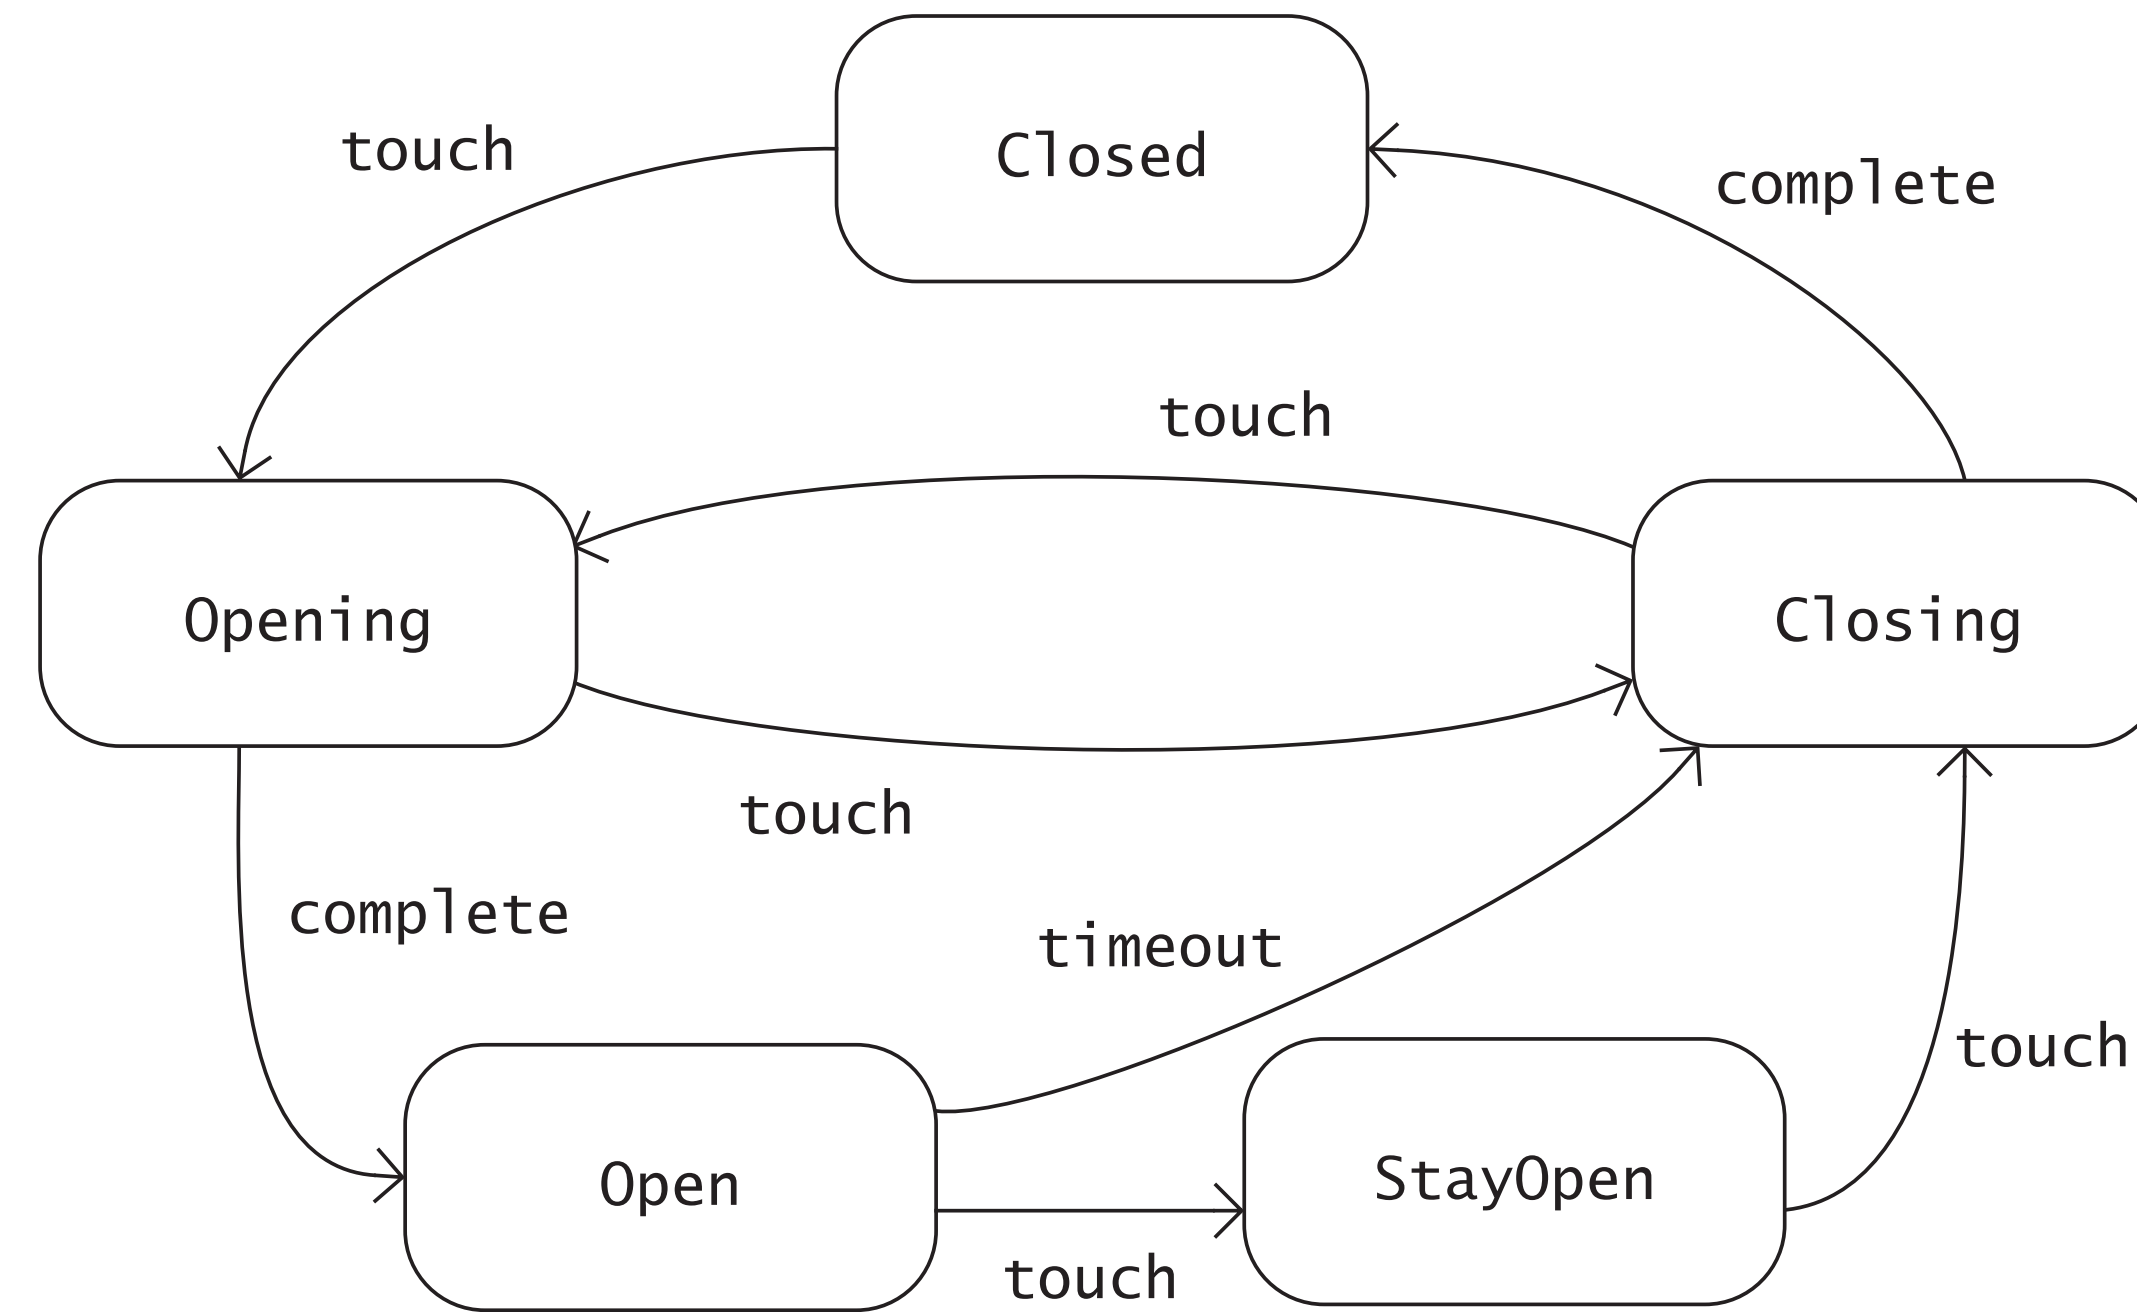 touch
Closed
complete
touch
Opening
Closing
touch
complete
timeout
touch
Open
StayOpen
touch